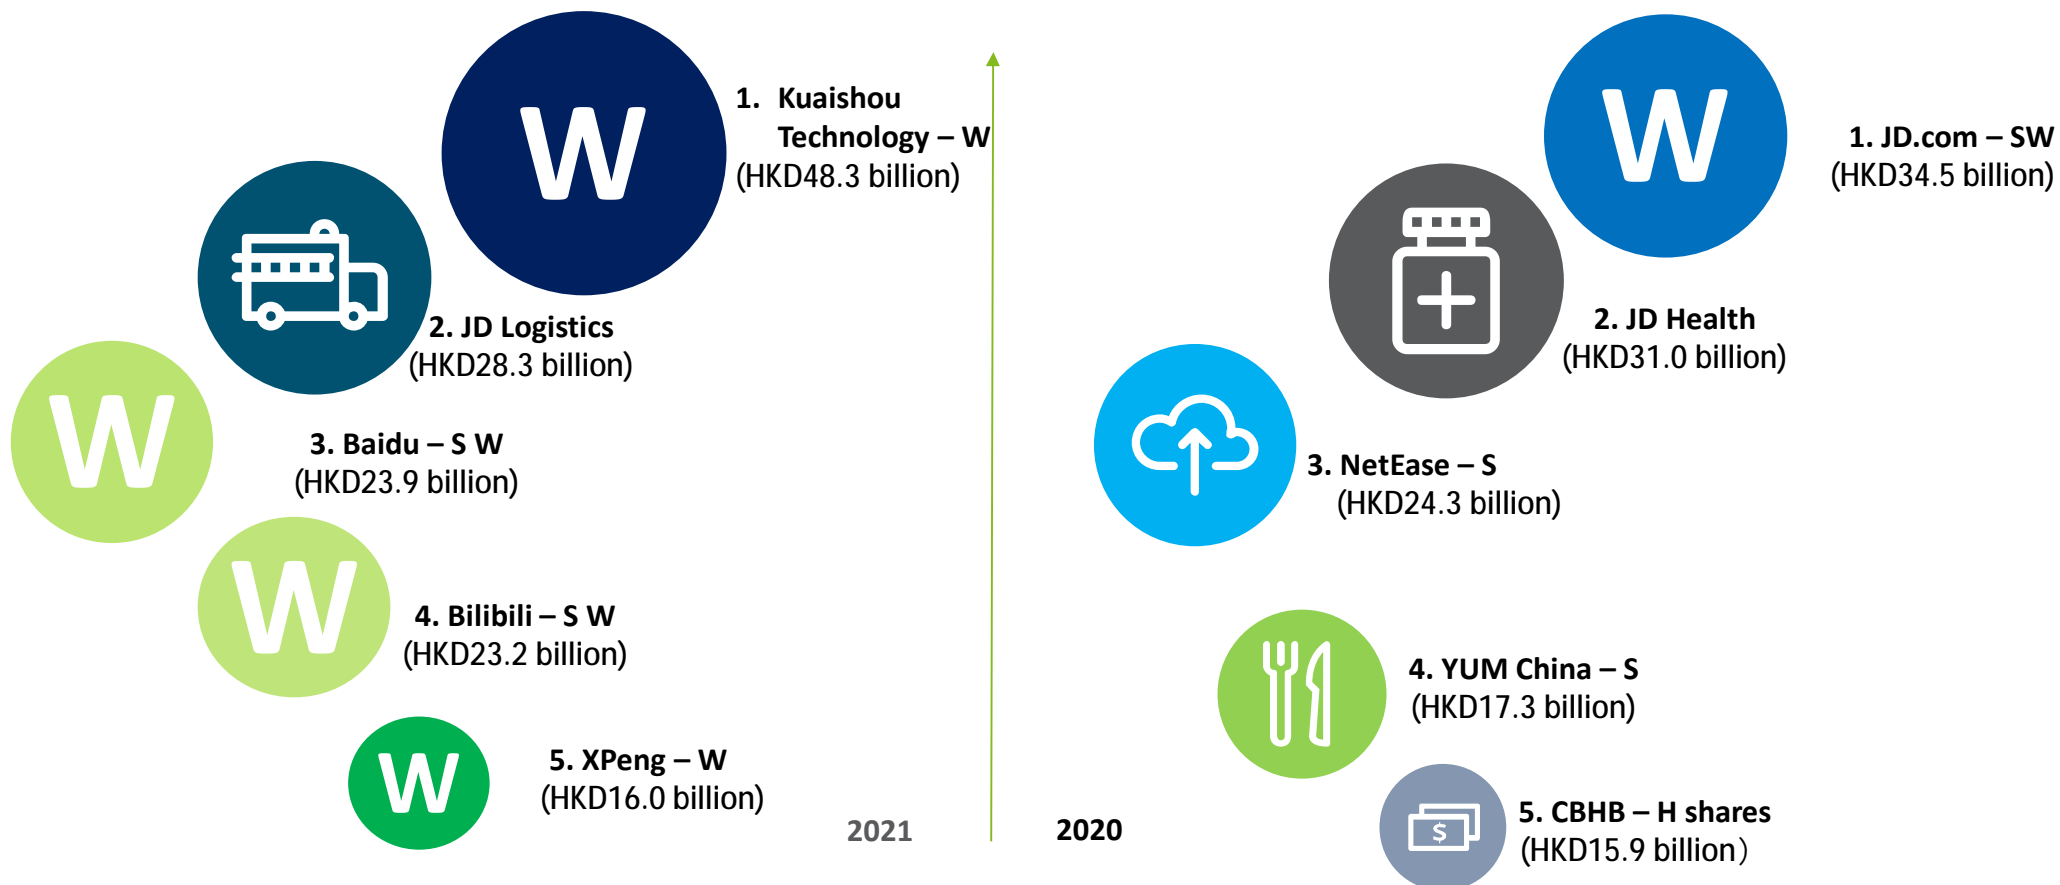 W
1. Kuaishou
Technology – W
(HKD48.3 billion)
2. JD Logistics
(HKD28.3 billion)
W
3. Baidu – S W
(HKD23.9 billion)
W
4. Bilibili – S W
(HKD23.2 billion)
W
5. XPeng – W
(HKD16.0 billion)
2021
2020
W
1. JD.com – SW
(HKD34.5 billion)
2. JD Health
(HKD31.0 billion)
3. NetEase – S
(HKD24.3 billion)
4. YUM China – S
(HKD17.3 billion)
$
5. CBHB – H shares
(HKD15.9 billion）